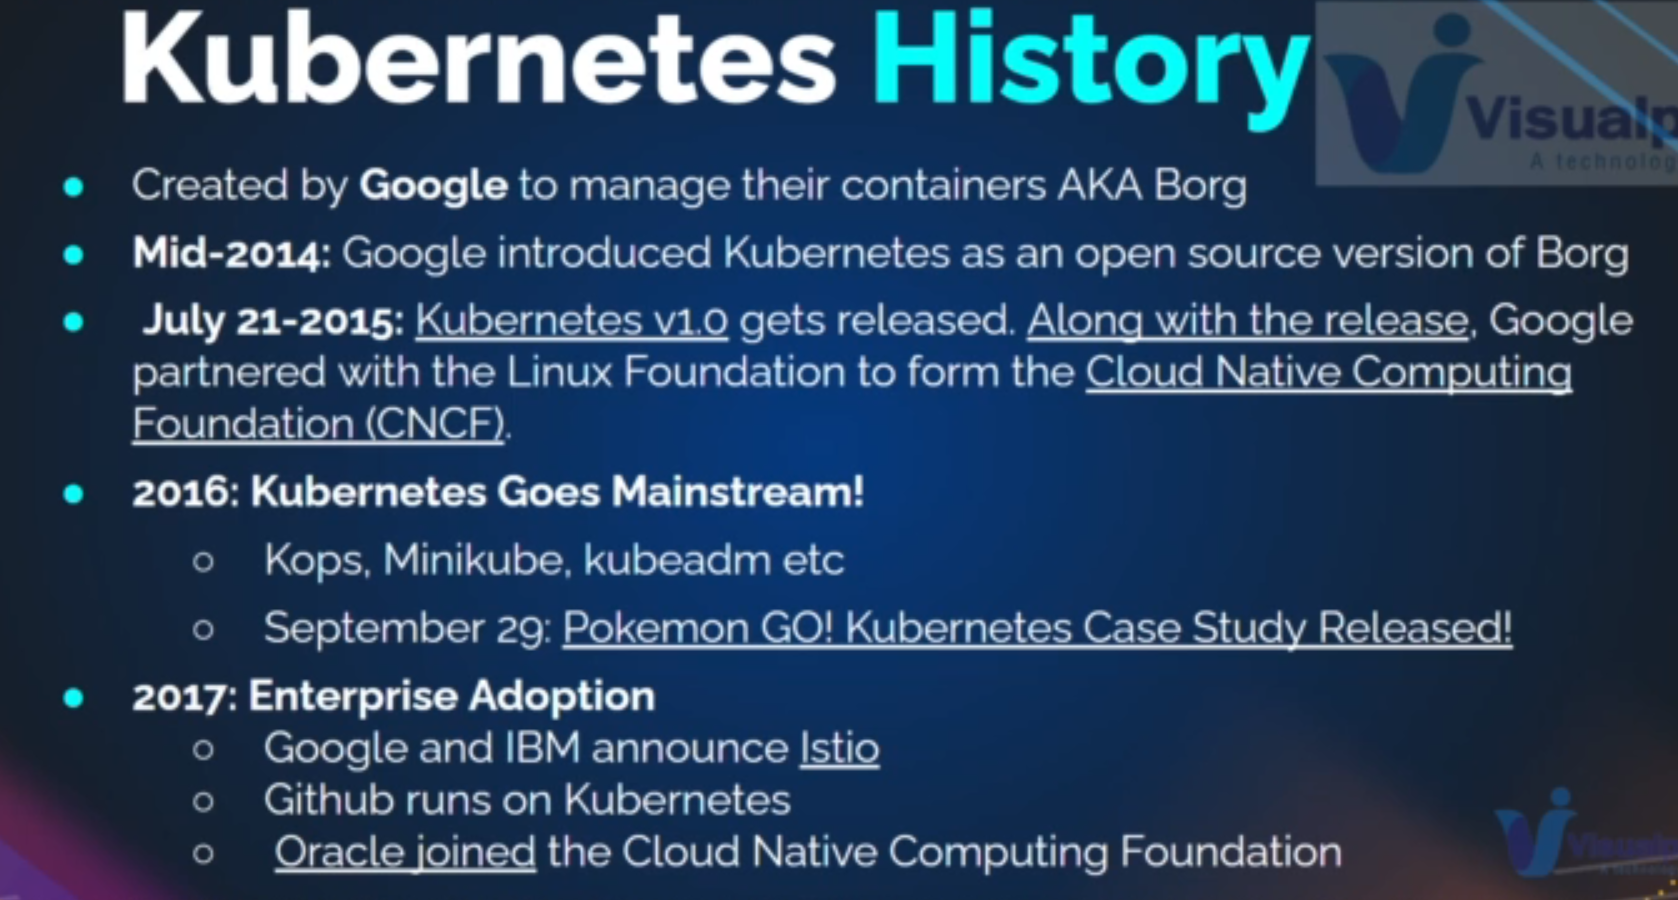 Kubernetes History
Created by Google to manage their containers AKA Borg
Mid-2014: Google introduced Kubernetes as an open source version of Borg
July 21-2015: Kubernetes v1.0 gets released. Along with the release, Google
partnered with the Linux Foundation to form the Cloud Native Computing
Foundation (CNCF).
2016: Kubernetes Goes Mainstream!
Kops, Minikube, kubeadm etc
September 29: Pokemon GO! Kubernetes Case Study Released!
2017: Enterprise Adoption
Google and IBM announce Istio
Github runs on Kubernetes
Oracle joined the Cloud Native Computing Foundation